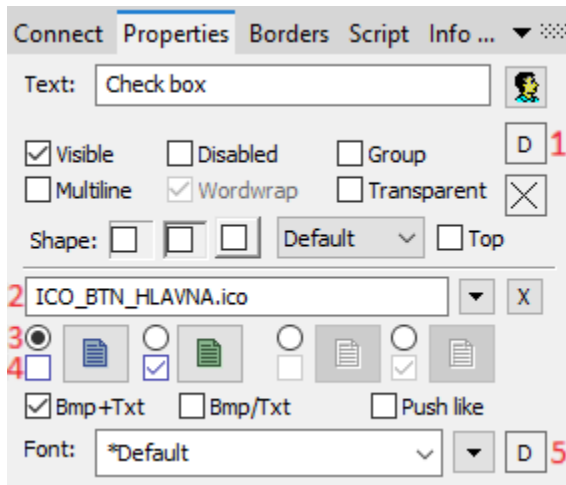 Connect Properties Borders Script Info ...
Text: Check box
Visible Disabled Group D 1
Multiline Wordwrap Transparent
Shape: Default Top
2 ICO_BTN_HLAVNA.ico X
3
4
Bmp+Txt Bmp/Txt Push like
Font: *Default D 5